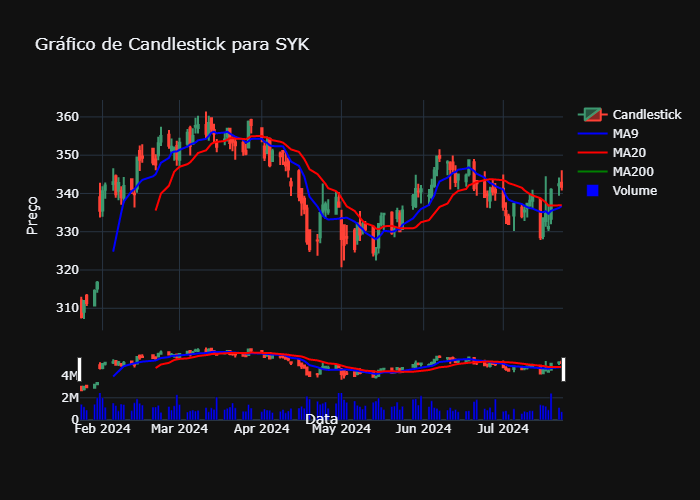 Gráfico de Candlestick para SYK
Candlestick
MA9
MA20
MA200
Volume
Preço
360
350
340
330
320
310
4M
2M
0
Data
Feb 2024
Mar 2024
Apr 2024
May 2024
Jun 2024
Jul 2024